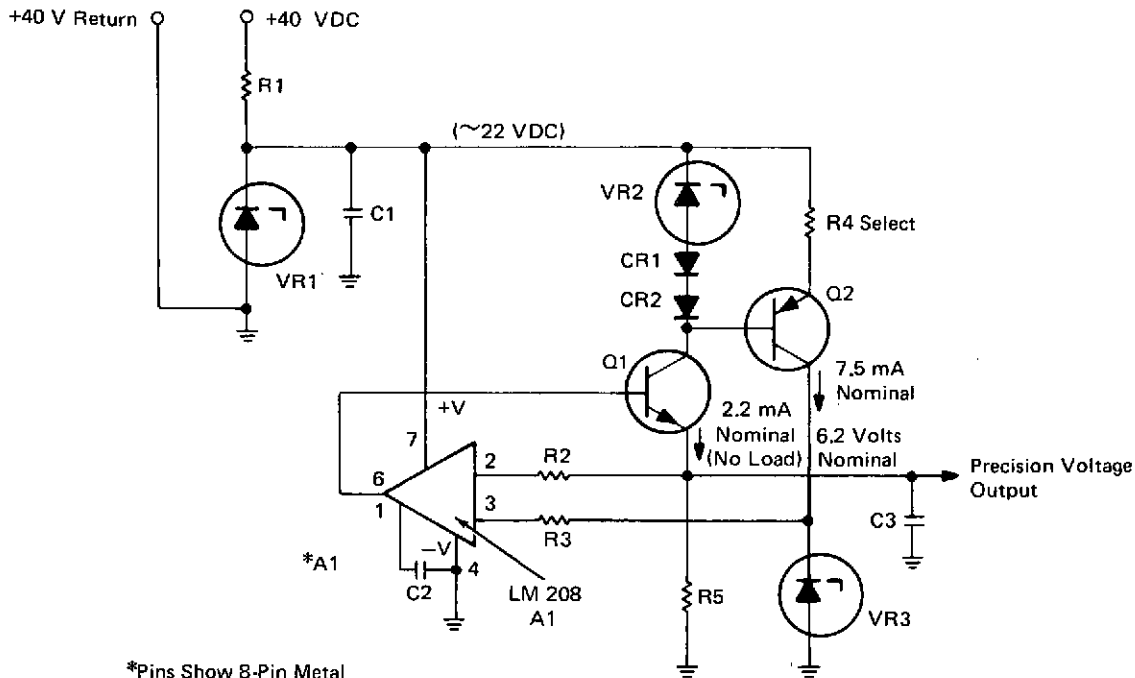 +40 V Return
+40 VDC
R1
(~22 VDC)
VR2
C1
R4 Select
VR1
CR1
CR2
Q2
Q1
7.5 mA
Nominal
+V
2.2 mA
Nominal
(No Load)
6.2 Volts
Nominal
7
2
R2
Precision Voltage
Output
6
1
3
R3
C3
*A1
−V
4
C2
LM 208
A1
R5
VR3
*Pins Show 8-Pin Metal